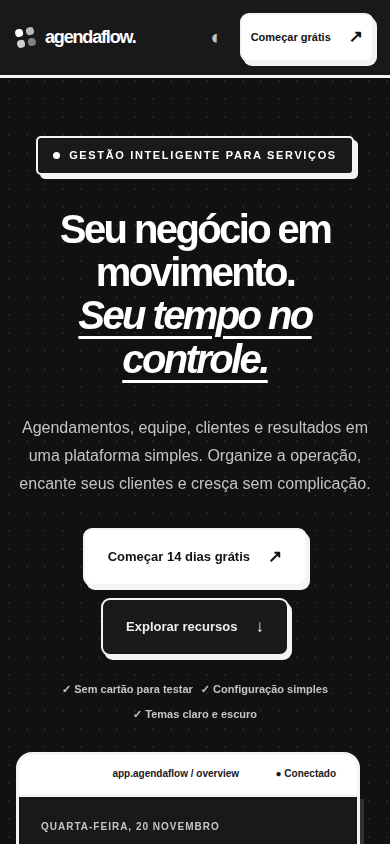 agendaflow.
Começar grátis ↗
GESTÃO INTELIGENTE PARA SERVIÇOS
Seu negócio em
movimento.
Seu tempo no
controle.
Agendamentos, equipe, clientes e resultados em
uma plataforma simples. Organize a operação,
encante seus clientes e cresça sem complicação.
Começar 14 dias grátis ↗
Explorar recursos ↓
✓ Sem cartão para testar ✓ Configuração simples
✓ Temas claro e escuro
app.agendaflow / overview ● Conectado
QUARTA-FEIRA, 20 NOVEMBRO